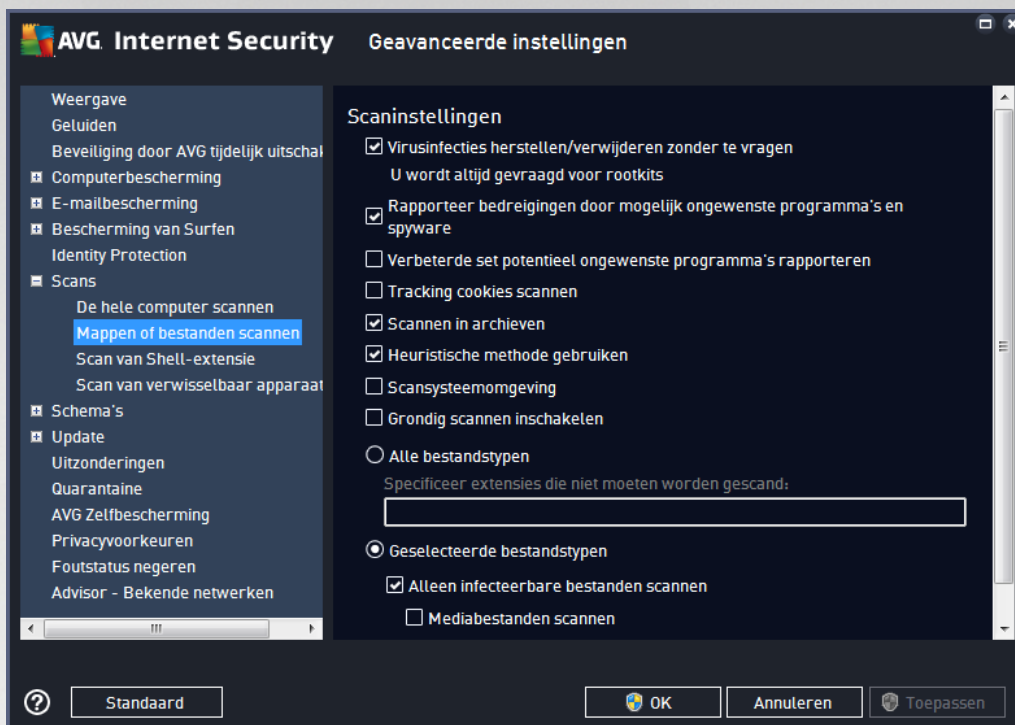 AVG. Internet Security
Geavanceerde instellingen
Weergave
Geluiden
Beveiliging door AVG tijdelijk uitschak
Computerbescherming
E-mailbescherming
Bescherming van Surfen
Identity Protection
Scans
De hele computer scannen
Mappen of bestanden scannen
Scan van Shell-extensie
Scan van verwisselbaar apparaat
Schema's
Update
Uitzonderingen
Quarantaine
AVG Zelfbescherming
Privacyvoorkeuren
Foutstatus negeren
Advisor - Bekende netwerken
Scaninstellingen
Virusinfecties herstellen/verwijderen zonder te vragen
U wordt altijd gevraagd voor rootkits
Rapporteer bedreigingen door mogelijk ongewenste programma's en
spyware
Verbeterde set potentieel ongewenste programma's rapporteren
Tracking cookies scannen
Scannen in archieven
Heuristische methode gebruiken
Scansysteemomgeving
Grondig scannen inschakelen
Alle bestandstypen
Specificeer extensies die niet moeten worden gescand:
Geselecteerde bestandstypen
Alleen infecteerbare bestanden scannen
Mediabestanden scannen
Standaard
OK
Annuleren
Toepassen